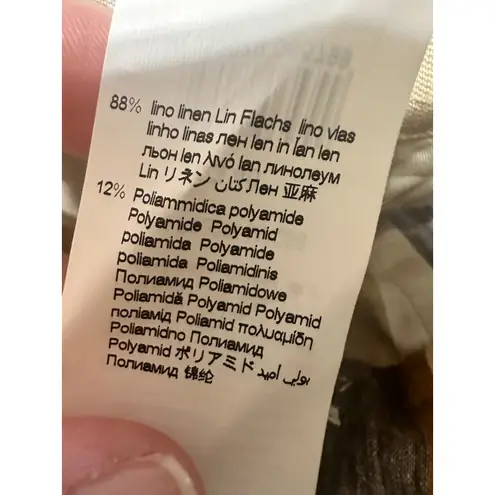 88% lino linen Lin Flachs lino vlas
linho linas лен len in lan len
льон len λινό lan линолеум
Lin リネン كتان Лен 亚麻
12% Poliammidica polyamide
Polyamide Polyamid
poliamida Polyamide
poliamida Poliamidinis
Полиамид Poliamidowe
Poliamidă Polyamid Polyamid
поліамід Poliamid πολυαμίδη
Poliamidno Полиамид
Polyamid ポリアミド بولي أميد
Полиамид 锦纶